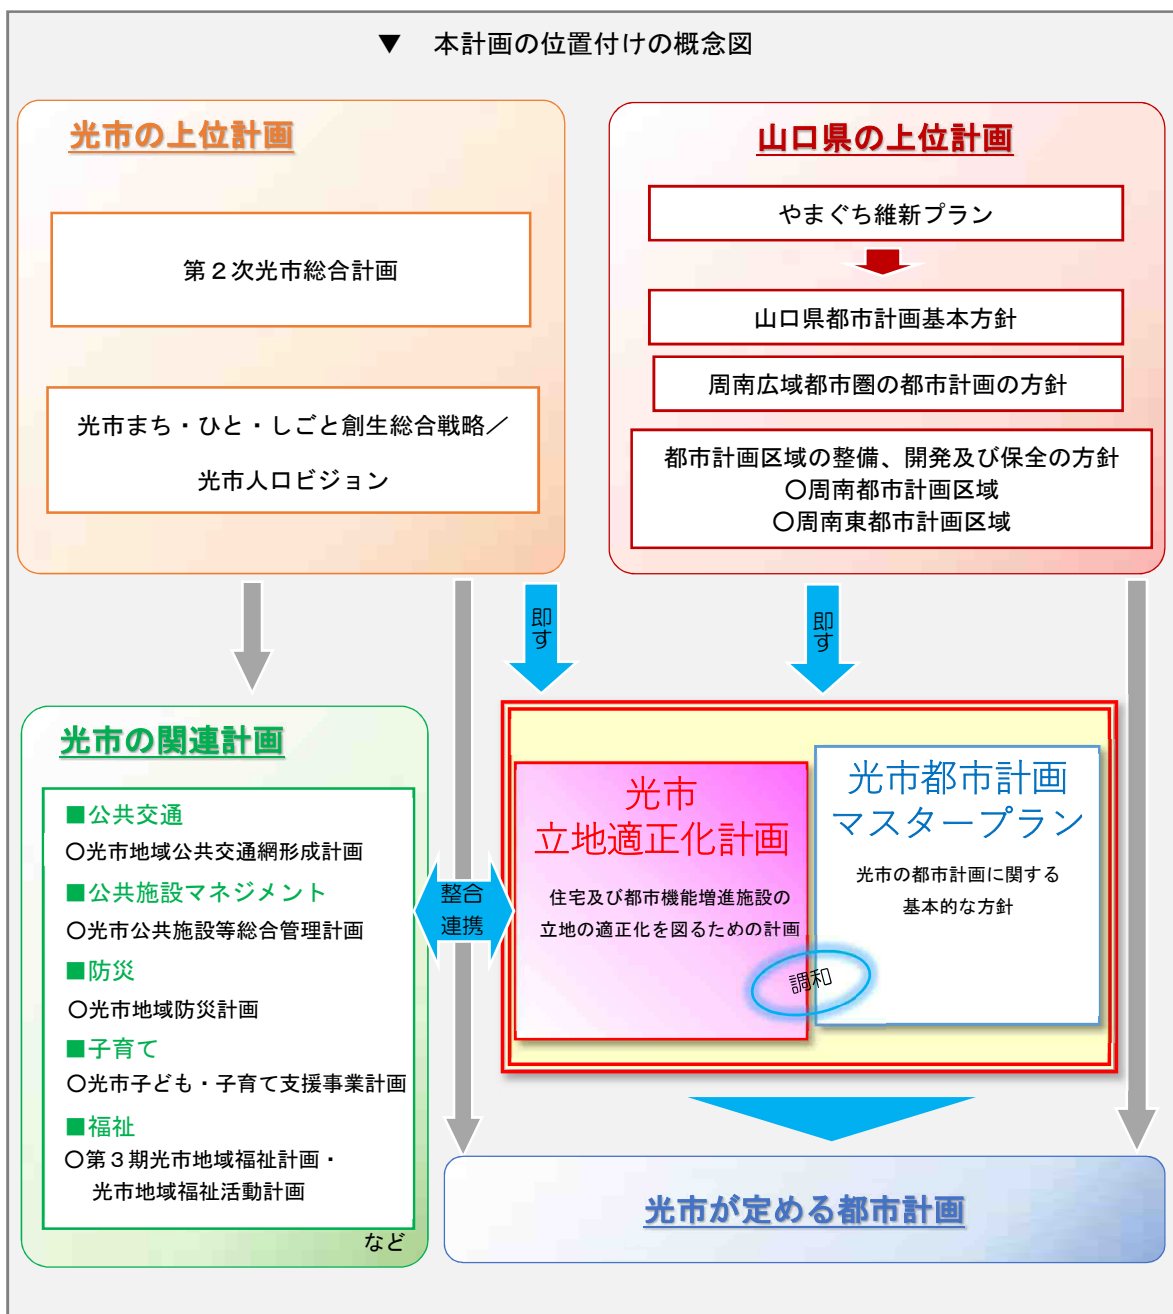 ▼ 本計画の位置付けの概念図
光市の上位計画
第２次光市総合計画
光市まち・ひと・しごと創生総合戦略／
光市人口ビジョン
山口県の上位計画
やまぐち維新プラン
山口県都市計画基本方針
周南広域都市圏の都市計画の方針
都市計画区域の整備、開発及び保全の方針
〇周南都市計画区域
〇周南東都市計画区域
即す
即す
光市の関連計画
■公共交通
〇光市地域公共交通網形成計画
■公共施設マネジメント
〇光市公共施設等総合管理計画
■防災
〇光市地域防災計画
■子育て
〇光市子ども・子育て支援事業計画
■福祉
〇第３期光市地域福祉計画・
光市地域福祉活動計画
など
整合
連携
光市
立地適正化計画
住宅及び都市機能増進施設の
立地の適正化を図るための計画
光市都市計画
マスタープラン
光市の都市計画に関する
基本的な方針
調和
光市が定める都市計画